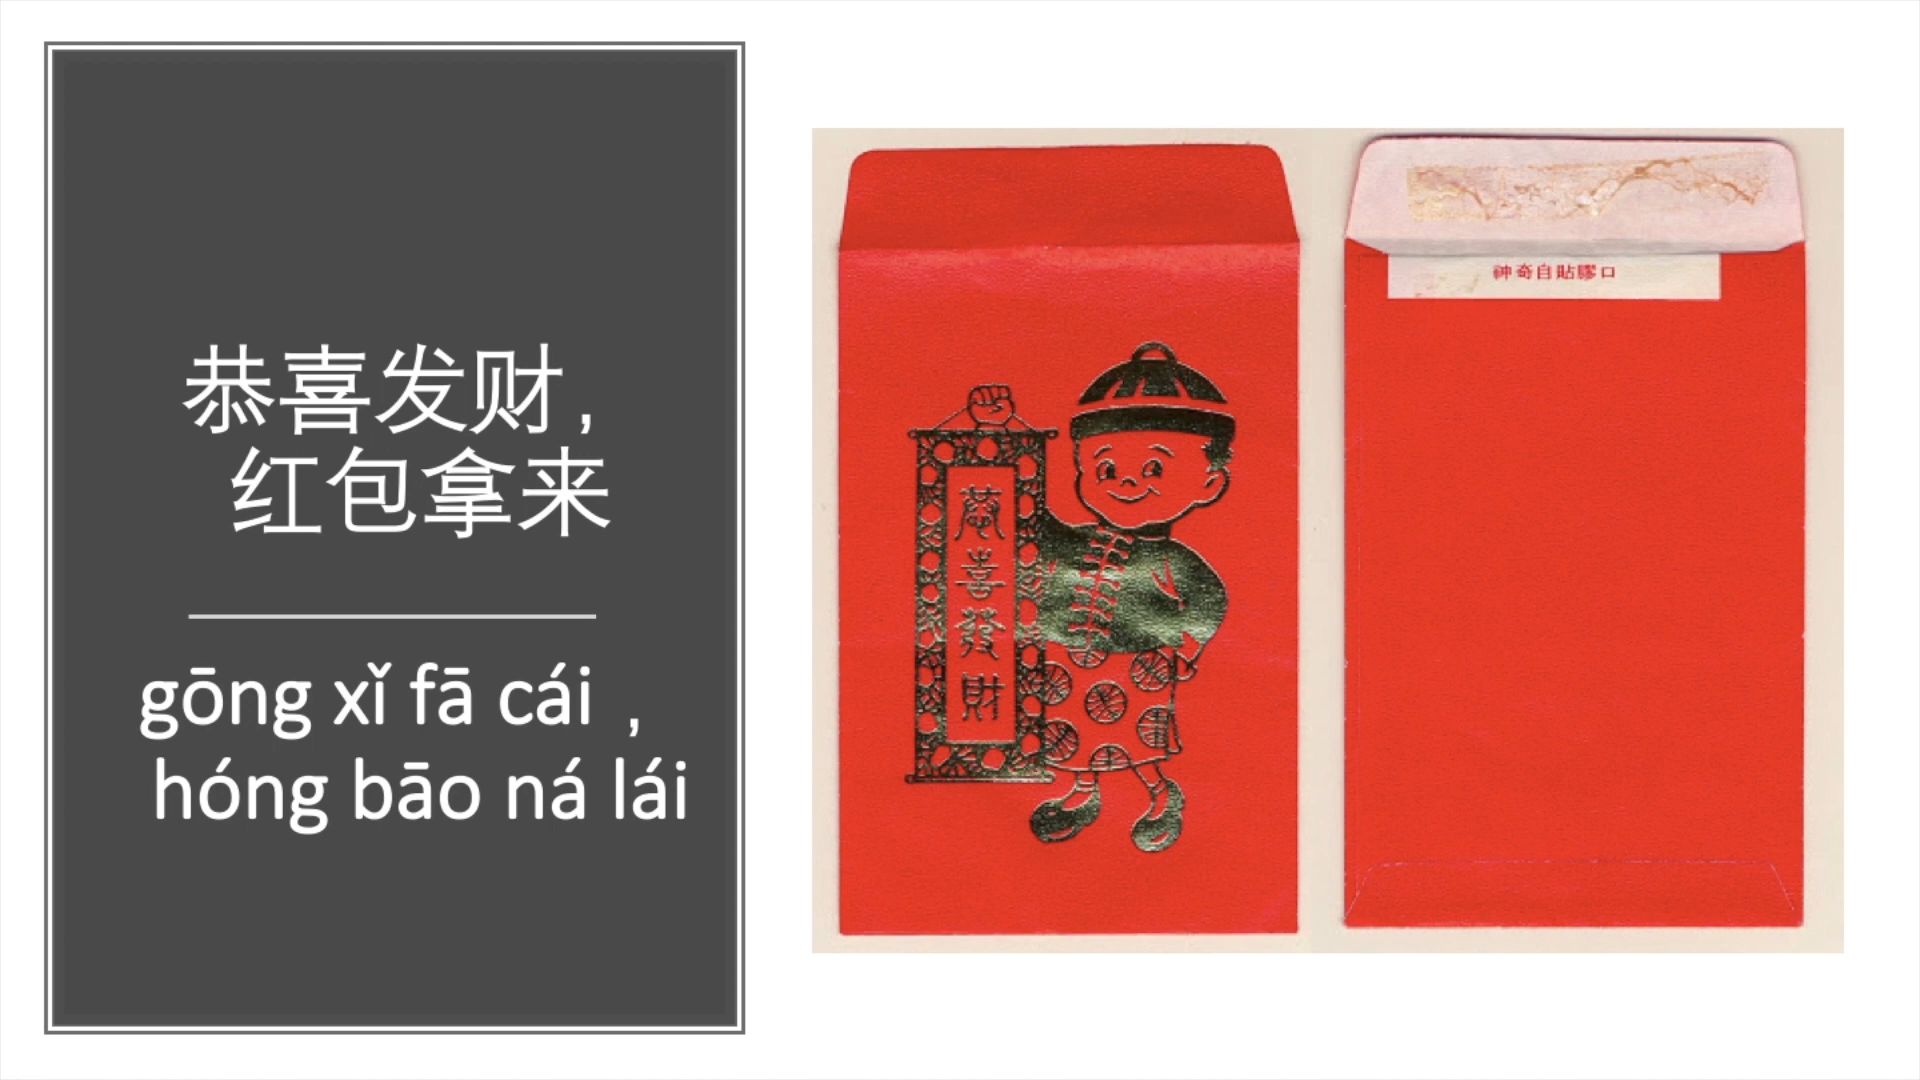 恭喜发财，
红包拿来
gōng xǐ fā cái ，
hóng bāo ná lái
恭喜發財
神奇自貼膠口